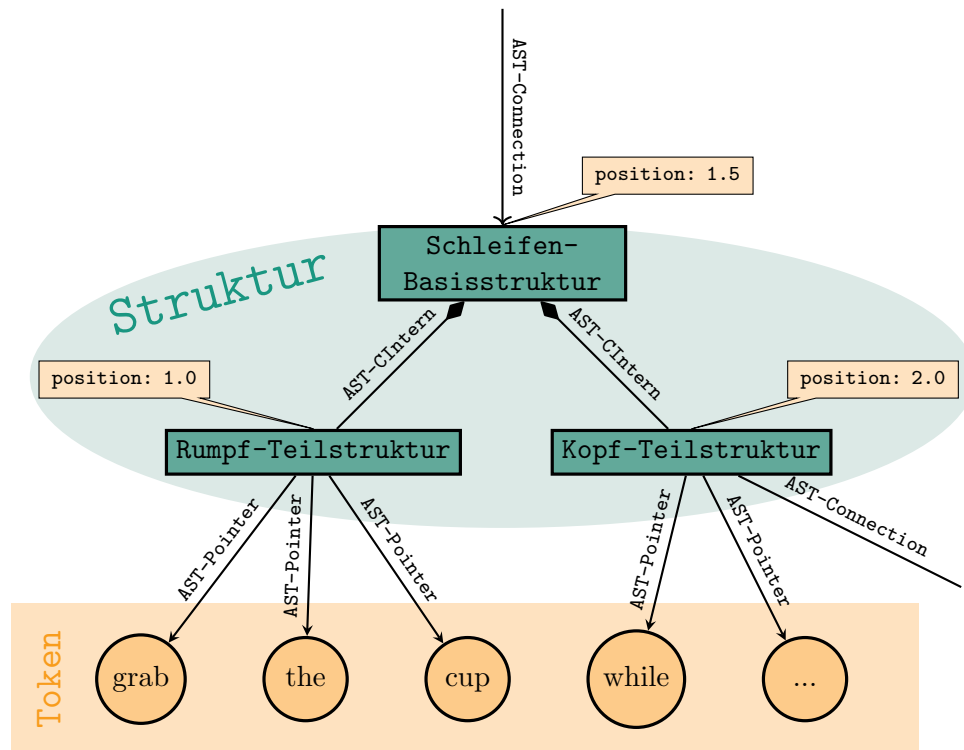 AST-Connection
position: 1.5
Schleifen-
Basisstruktur
Struktur
AST-CIntern
AST-CIntern
position: 1.0
position: 2.0
Rumpf-Teilstruktur
Kopf-Teilstruktur
AST-Pointer
AST-Pointer
AST-Pointer
AST-Pointer
AST-Pointer
AST-Connection
Token
grab
the
cup
while
...